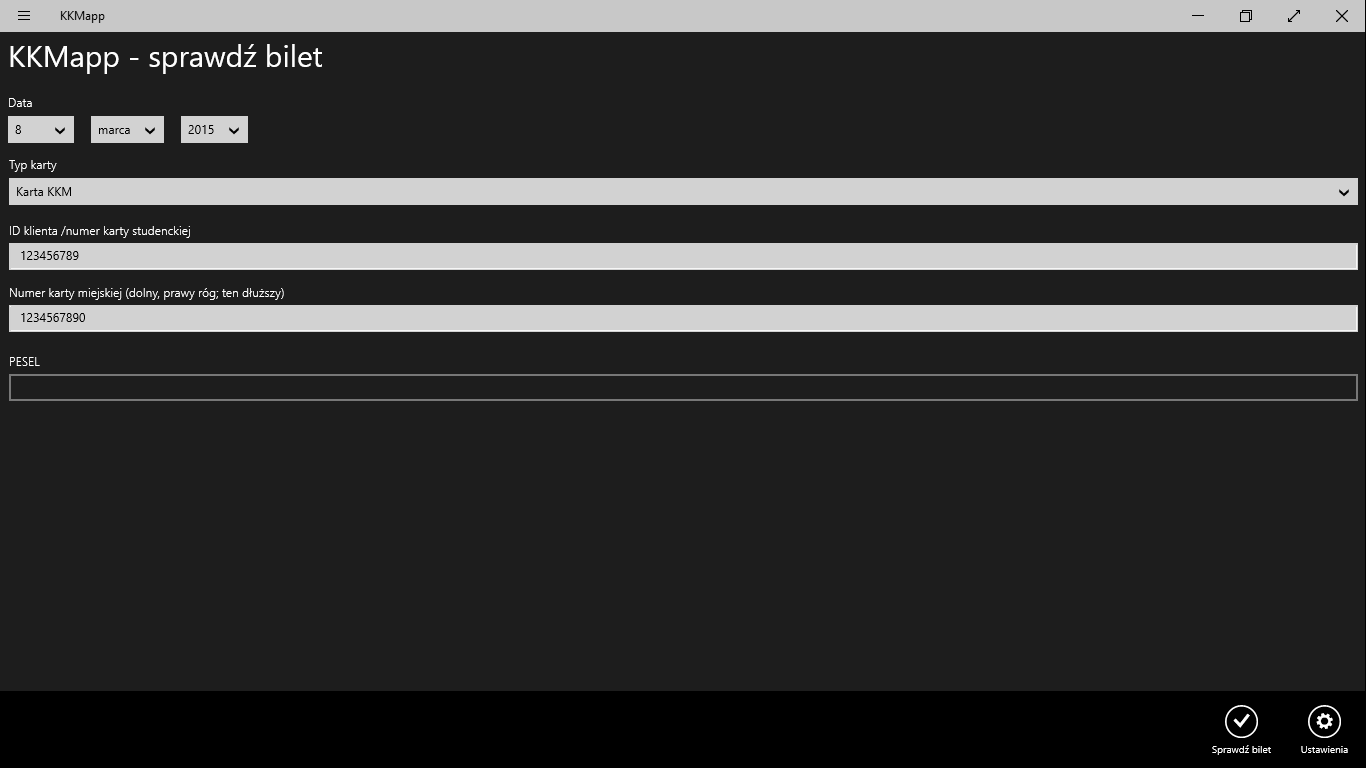 KKMapp
KKMapp - sprawdź bilet
Data
8 marca 2015
Typ karty
Karta KKM
ID klienta /numer karty studenckiej
123456789
Numer karty miejskiej (dolny, prawy róg; ten dłuższy)
1234567890
PESEL
Sprawdź bilet Ustawienia